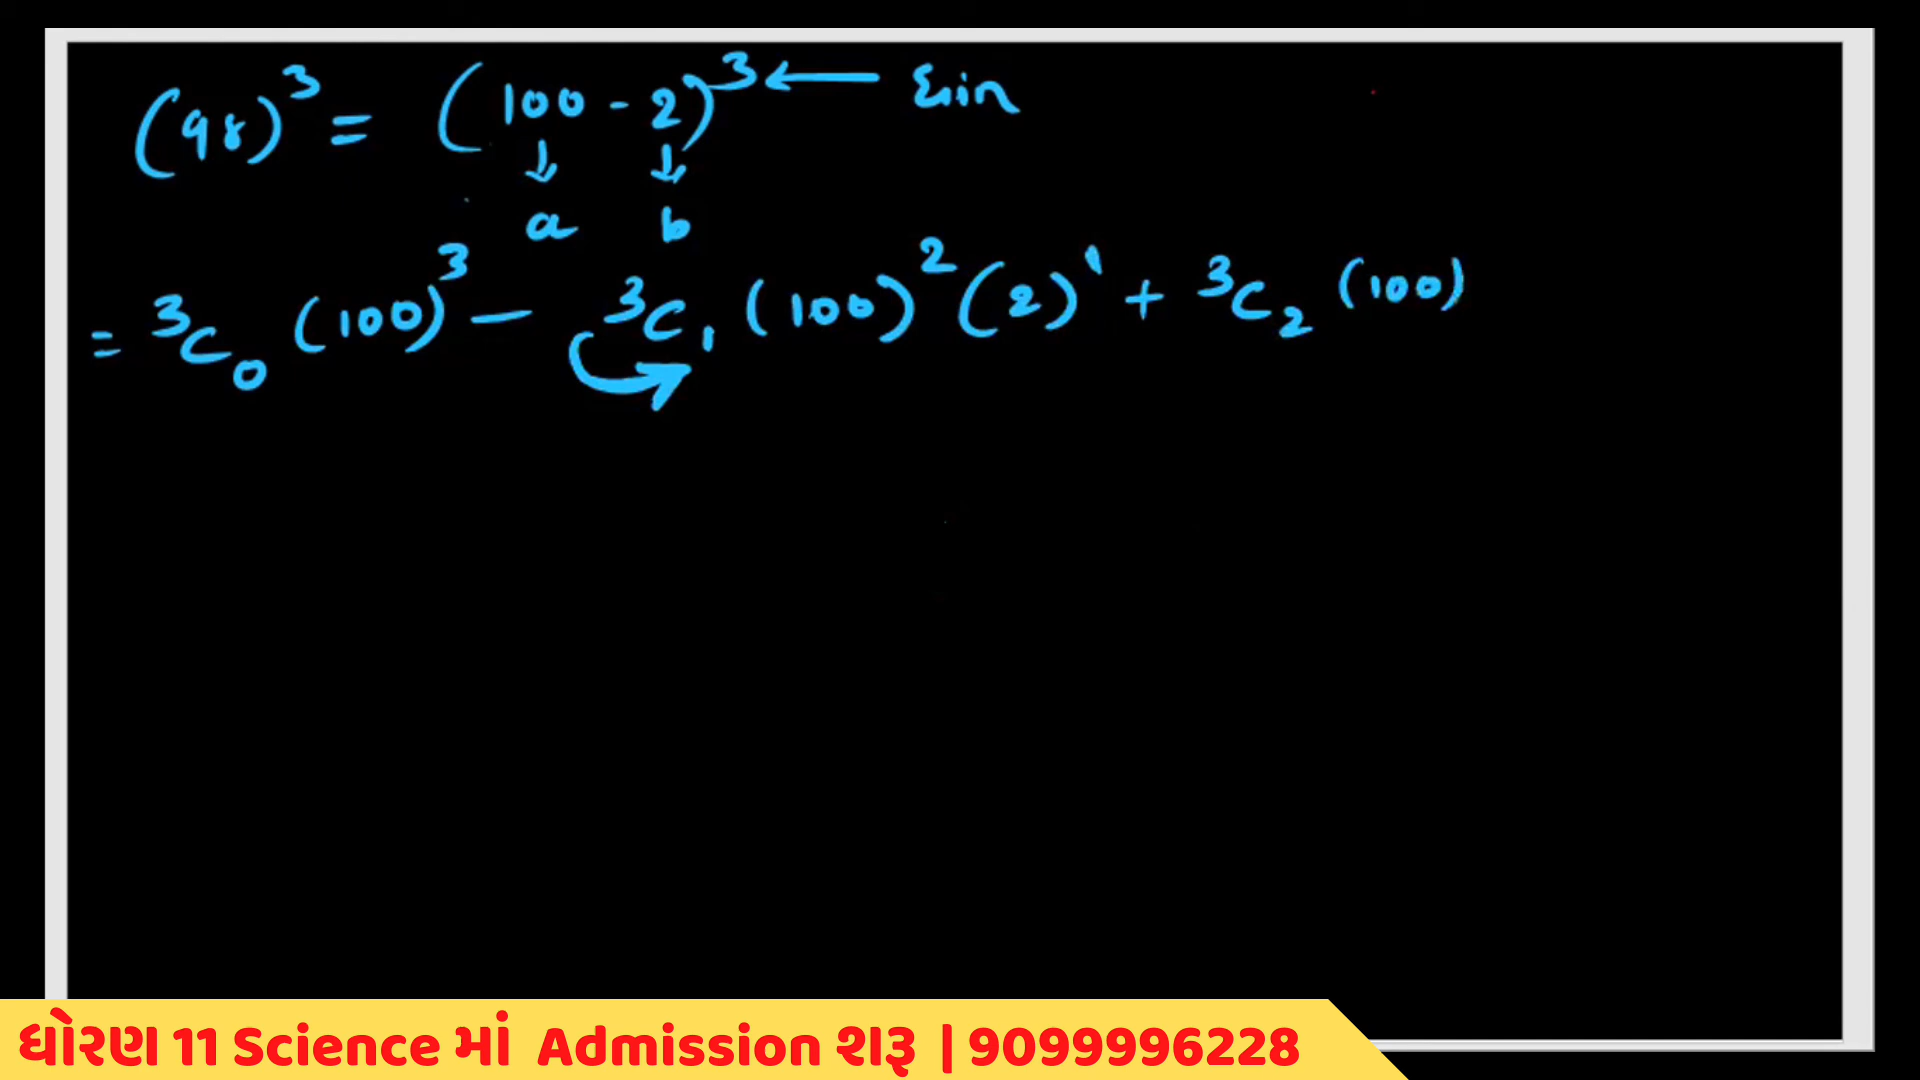 (98)³ = (100 - 2)³ ← ઘાત
↓ ↓
a b
= ³C₀ (100)³ - ³C₁ (100)² (2)¹ + ³C₂ (100)
ધોરણ 11 Science માં Admission શરૂ | 9099996228